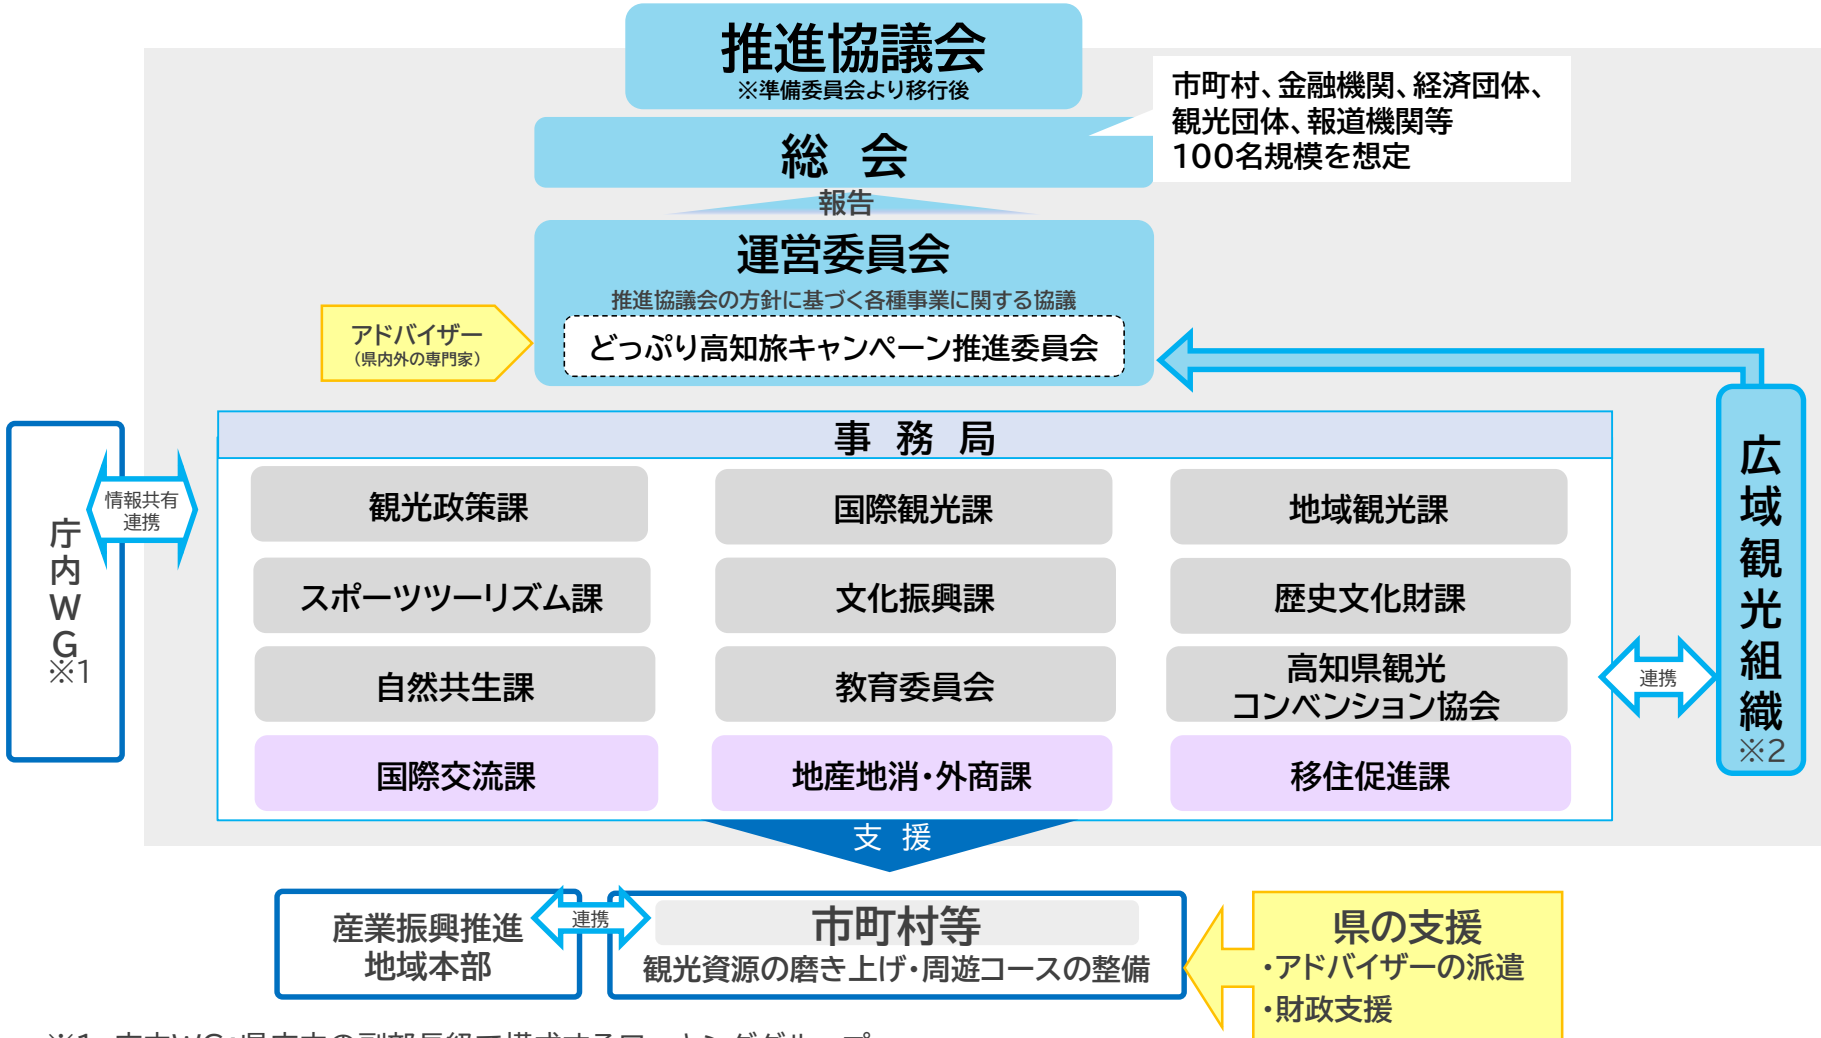 推進協議会
※準備委員会より移行後
市町村、金融機関、経済団体、
観光団体、報道機関等
100名規模を想定
総 会
報告
運営委員会
推進協議会の方針に基づく各種事業に関する協議
どっぷり高知旅キャンペーン推進委員会
アドバイザー
（県内外の専門家）
事 務 局
観光政策課
国際観光課
地域観光課
スポーツツーリズム課
文化振興課
歴史文化財課
自然共生課
教育委員会
高知県観光
コンベンション協会
国際交流課
地産地消・外商課
移住促進課
庁内WG
※1
情報共有
連携
広域観光組織
※2
連携
支 援
産業振興推進
地域本部
連携
市町村等
観光資源の磨き上げ・周遊コースの整備
県の支援
・アドバイザーの派遣
・財政支援